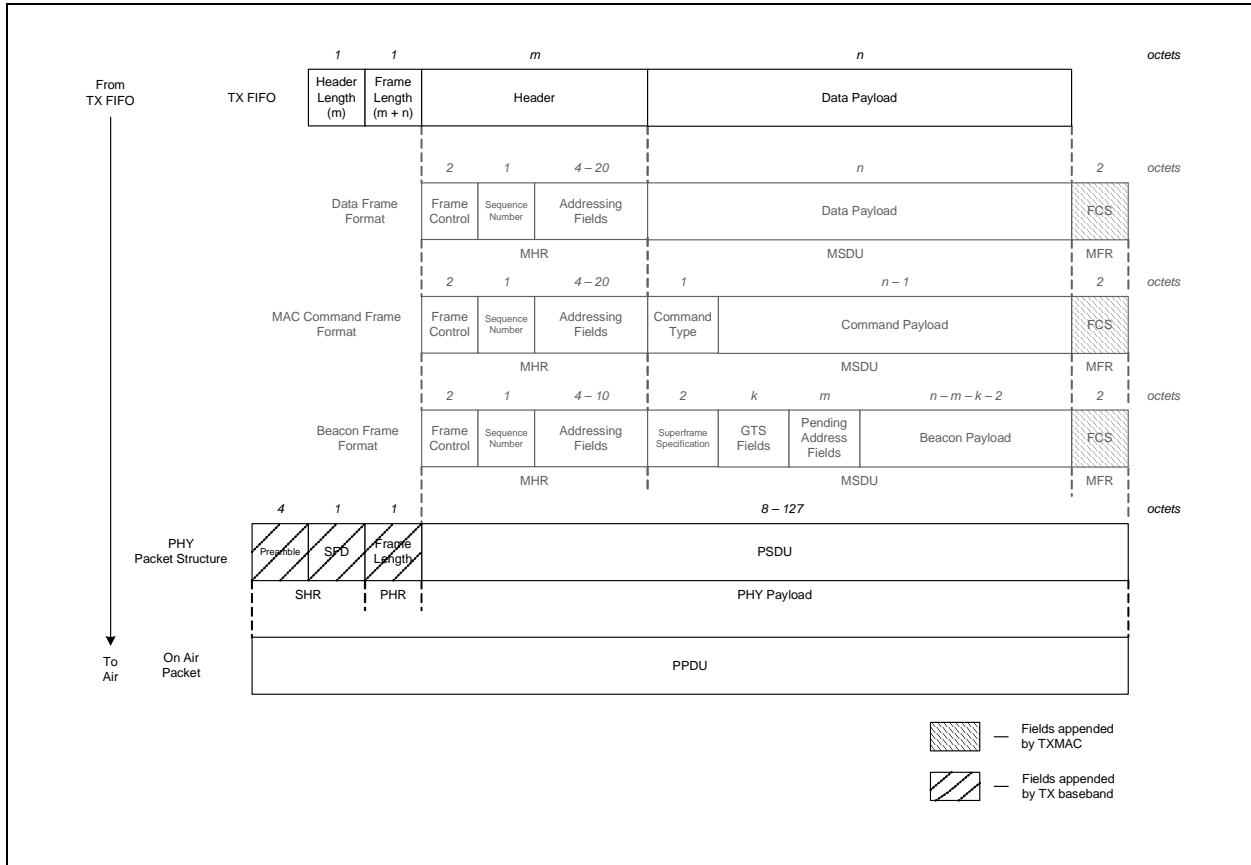 1 1 m n octets
From
TX FIFO
TX FIFO
Header
Length
(m)
Frame
Length
(m + n)
Header
Data Payload
2 1 4 – 20 n 2 octets
Data Frame
Format
Frame
Control
Sequence
Number
Addressing
Fields
Data Payload
FCS
MHR MSDU MFR
2 1 4 – 20 1 n – 1 2 octets
MAC Command Frame
Format
Frame
Control
Sequence
Number
Addressing
Fields
Command
Type
Command Payload
FCS
MHR MSDU MFR
2 1 4 – 10 2 k m n – m – k – 2 2 octets
Beacon Frame
Format
Frame
Control
Sequence
Number
Addressing
Fields
Superframe
Specification
GTS
Fields
Pending
Address
Fields
Beacon Payload
FCS
MHR MSDU MFR
4 1 1 8 – 127 octets
PHY
Packet Structure
Preamble
SFD
Frame
Length
PSDU
SHR PHR PHY Payload
To
Air
On Air
Packet
PPDU
— Fields appended
by TXMAC
— Fields appended
by TX baseband